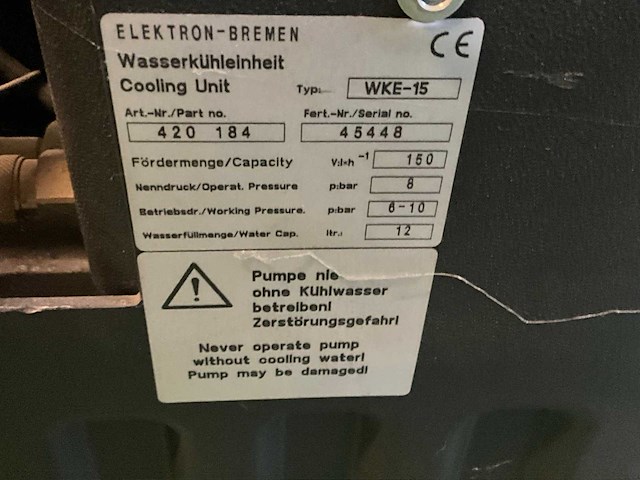 ELEKTRON-BREMEN CE
Wasserkühleinheit
Cooling Unit Typ: WKE-15
Art.-Nr./Part no. Fert.-Nr./Serial no.
420 184 45448
Fördermenge/Capacity V:l×h⁻¹ 150
Nenndruck/Operat. Pressure p:bar 8
Betriebsdr./Working Pressure. p:bar 6-10
Wasserfüllmenge/Water Cap. ltr.: 12
Pumpe nie
ohne Kühlwasser
betreiben!
Zerstörungsgefahr!
Never operate pump
without cooling water!
Pump may be damaged!